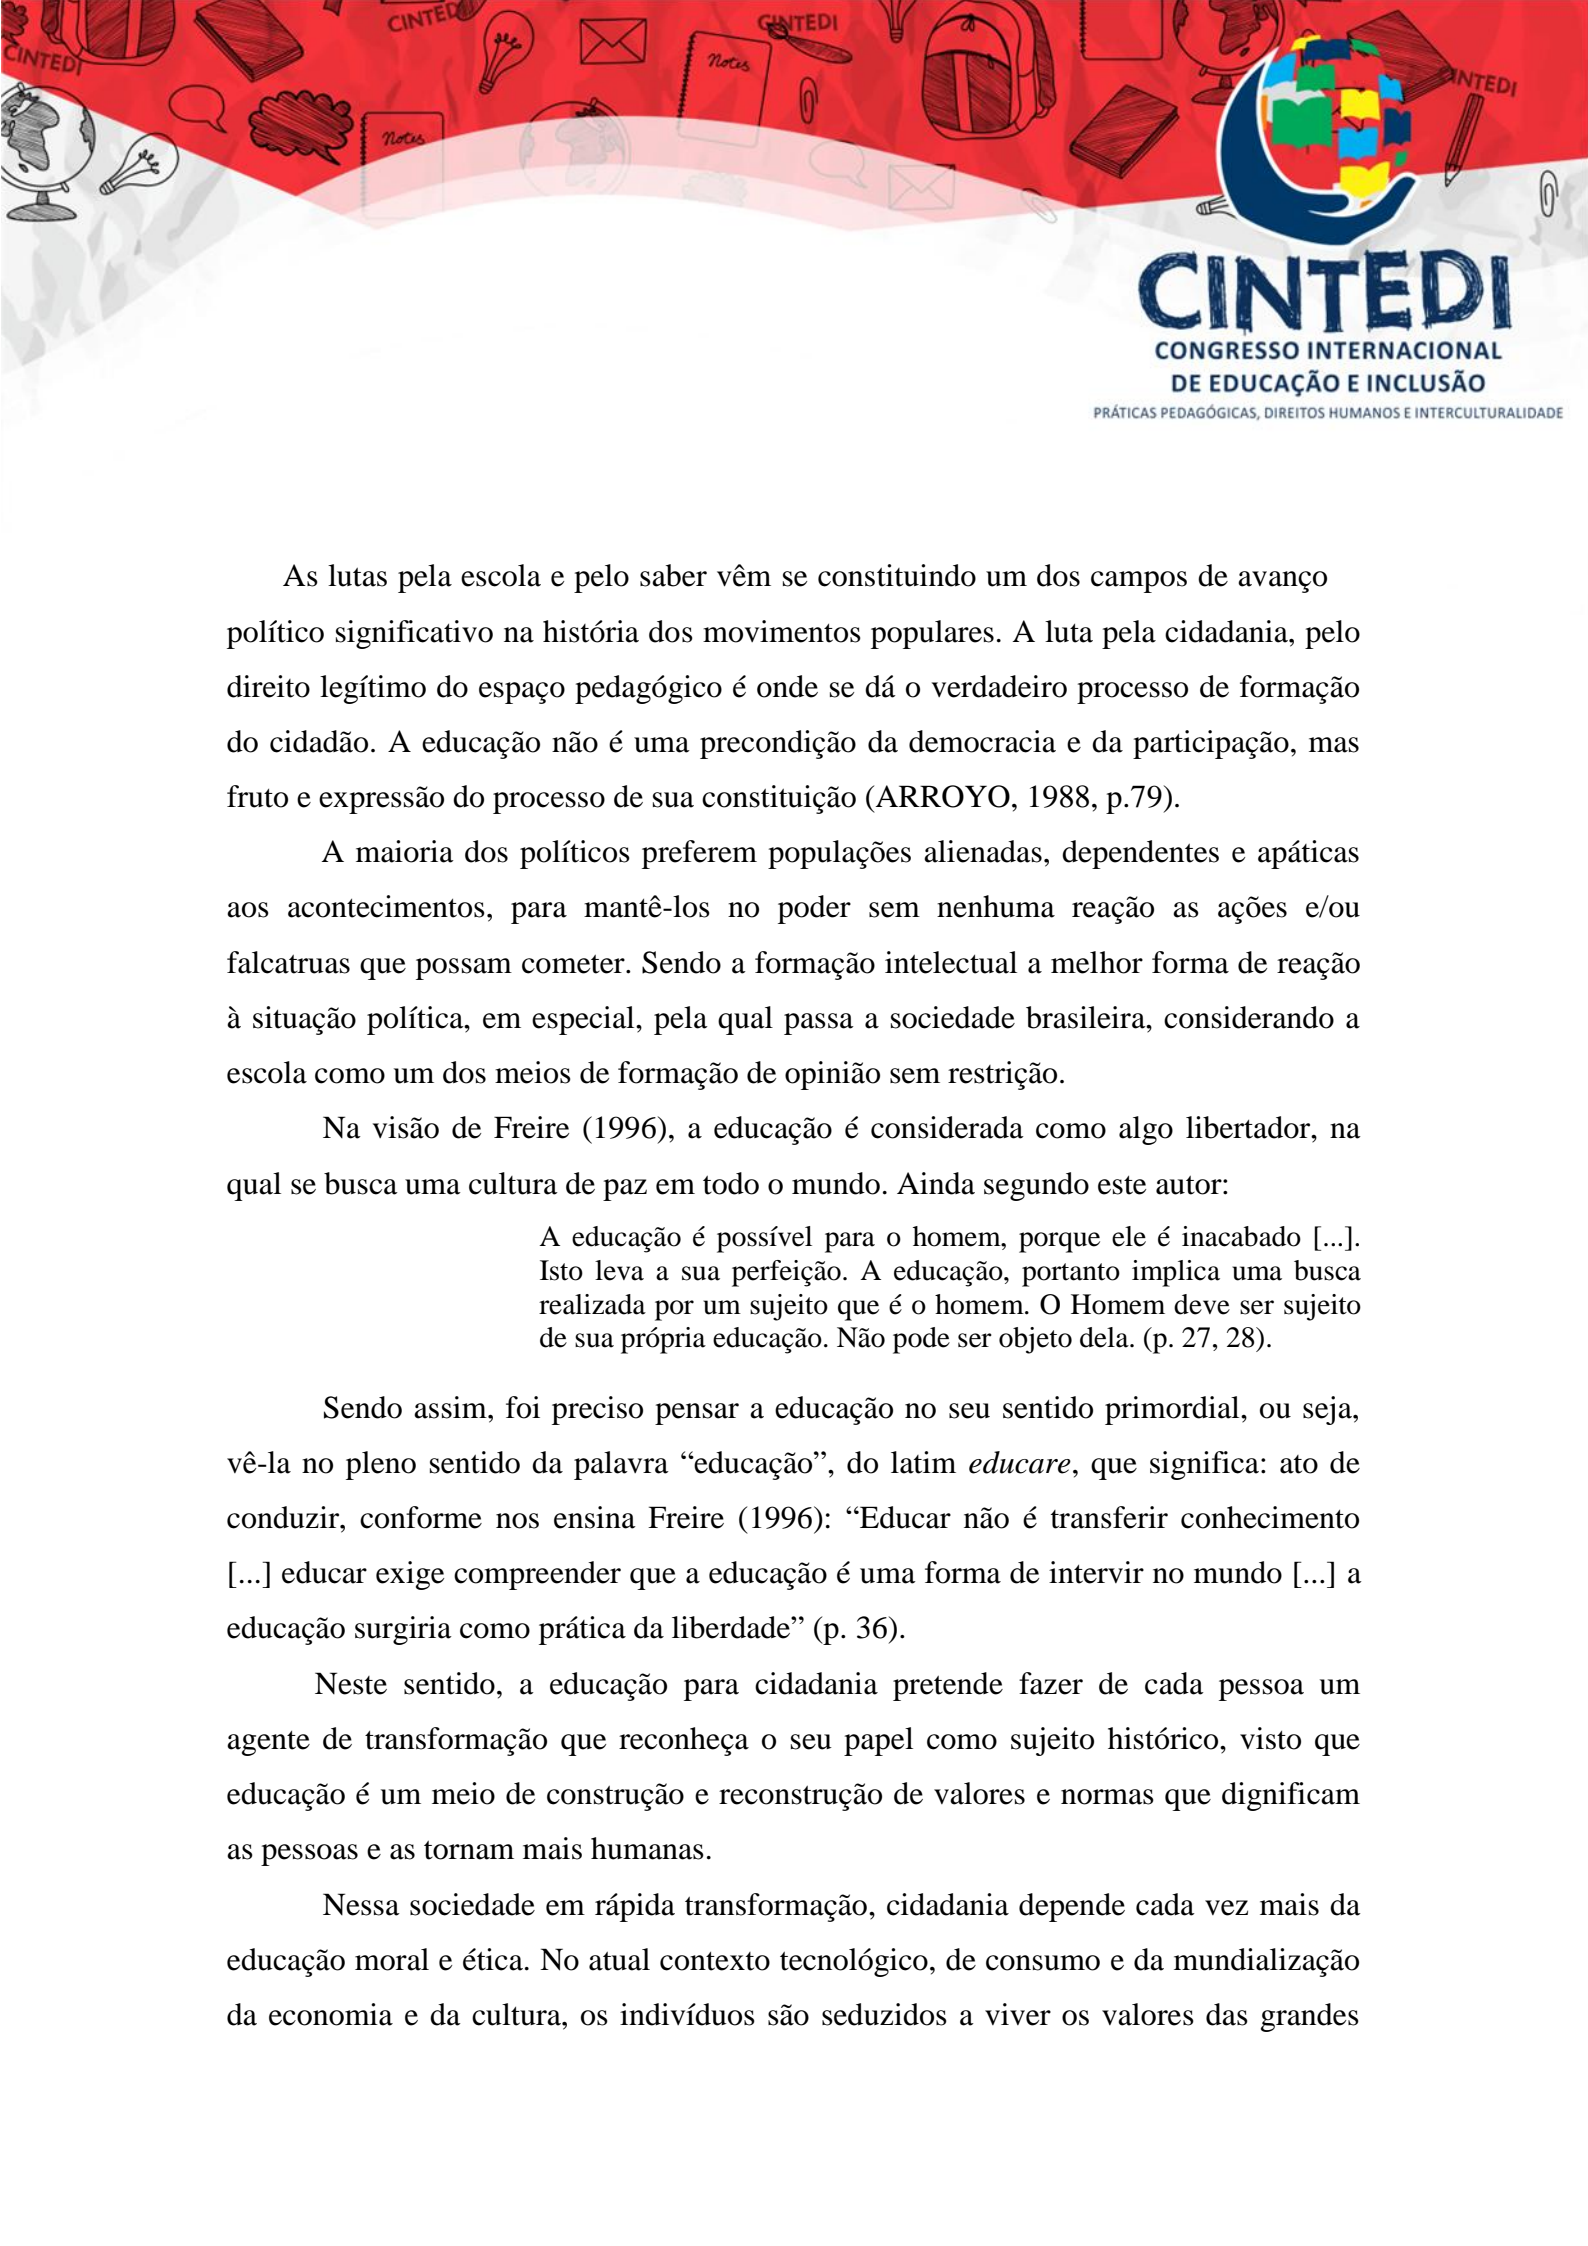 CINTEDI
CINTEDI
CINTEDI
CINTEDI
Notes
Notes
CINTEDI
CONGRESSO INTERNACIONAL
DE EDUCAÇÃO E INCLUSÃO
PRÁTICAS PEDAGÓGICAS, DIREITOS HUMANOS E INTERCULTURALIDADE
As lutas pela escola e pelo saber vêm se constituindo um dos campos de avanço
político significativo na história dos movimentos populares. A luta pela cidadania, pelo
direito legítimo do espaço pedagógico é onde se dá o verdadeiro processo de formação
do cidadão. A educação não é uma precondição da democracia e da participação, mas
fruto e expressão do processo de sua constituição (ARROYO, 1988, p.79).
A maioria dos políticos preferem populações alienadas, dependentes e apáticas
aos acontecimentos, para mantê-los no poder sem nenhuma reação as ações e/ou
falcatruas que possam cometer. Sendo a formação intelectual a melhor forma de reação
à situação política, em especial, pela qual passa a sociedade brasileira, considerando a
escola como um dos meios de formação de opinião sem restrição.
Na visão de Freire (1996), a educação é considerada como algo libertador, na
qual se busca uma cultura de paz em todo o mundo. Ainda segundo este autor:
A educação é possível para o homem, porque ele é inacabado [...].
Isto leva a sua perfeição. A educação, portanto implica uma busca
realizada por um sujeito que é o homem. O Homem deve ser sujeito
de sua própria educação. Não pode ser objeto dela. (p. 27, 28).
Sendo assim, foi preciso pensar a educação no seu sentido primordial, ou seja,
vê-la no pleno sentido da palavra “educação”, do latim educare, que significa: ato de
conduzir, conforme nos ensina Freire (1996): “Educar não é transferir conhecimento
[...] educar exige compreender que a educação é uma forma de intervir no mundo [...] a
educação surgiria como prática da liberdade” (p. 36).
Neste sentido, a educação para cidadania pretende fazer de cada pessoa um
agente de transformação que reconheça o seu papel como sujeito histórico, visto que
educação é um meio de construção e reconstrução de valores e normas que dignificam
as pessoas e as tornam mais humanas.
Nessa sociedade em rápida transformação, cidadania depende cada vez mais da
educação moral e ética. No atual contexto tecnológico, de consumo e da mundialização
da economia e da cultura, os indivíduos são seduzidos a viver os valores das grandes